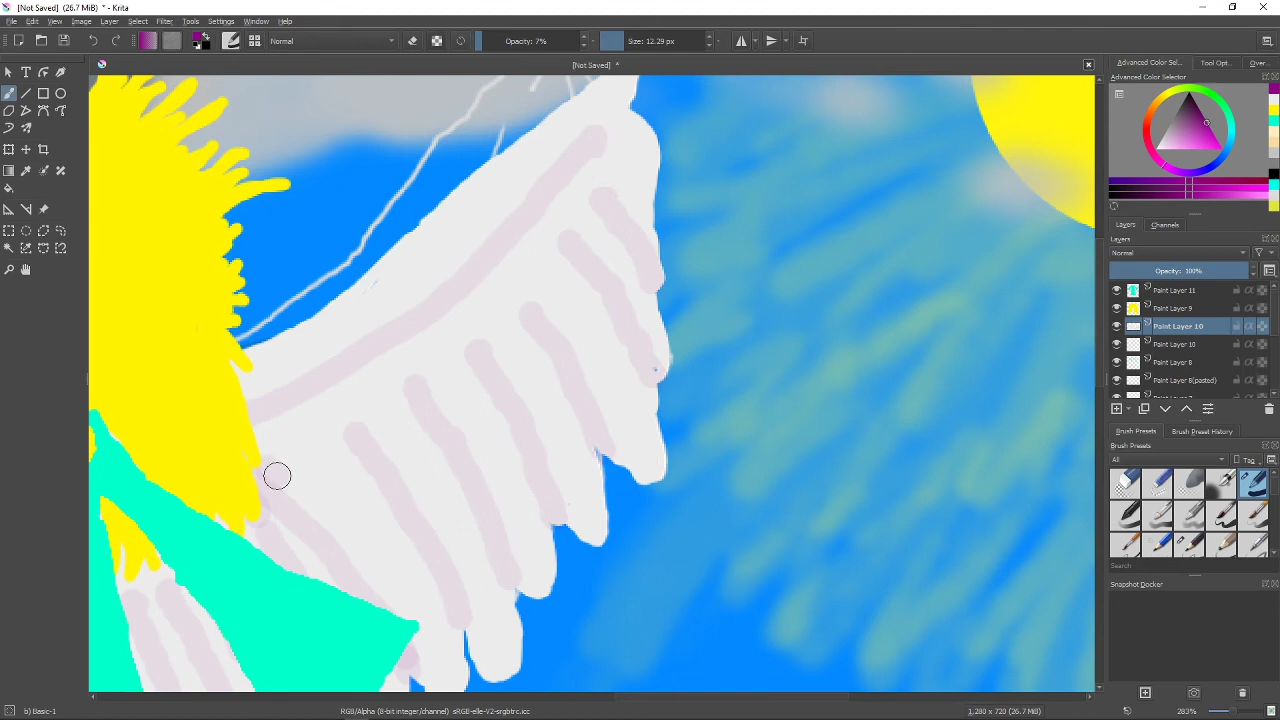 [Not Saved] (26.7 MiB) * - Krita
File Edit View Image Layer Select Filter Tools Settings Window Help
Normal Opacity: 7% Size: 12.29 px
[Not Saved] *
Advanced Color Sel... Tool Opt... Over...
Advanced Color Selector
Layers Channels
Layers
Normal
Opacity: 100%
Paint Layer 11
Paint Layer 9
Paint Layer 10
Paint Layer 10
Paint Layer 8
Paint Layer 8(pasted)
Brush Presets Brush Preset History
Brush Presets
All Tag
Search
Snapshot Docker
b) Basic-1 RGB/Alpha (8-bit integer/channel) sRGB-elle-V2-srgbtrc.icc 1,280 x 720 (26.7 MiB) 283%